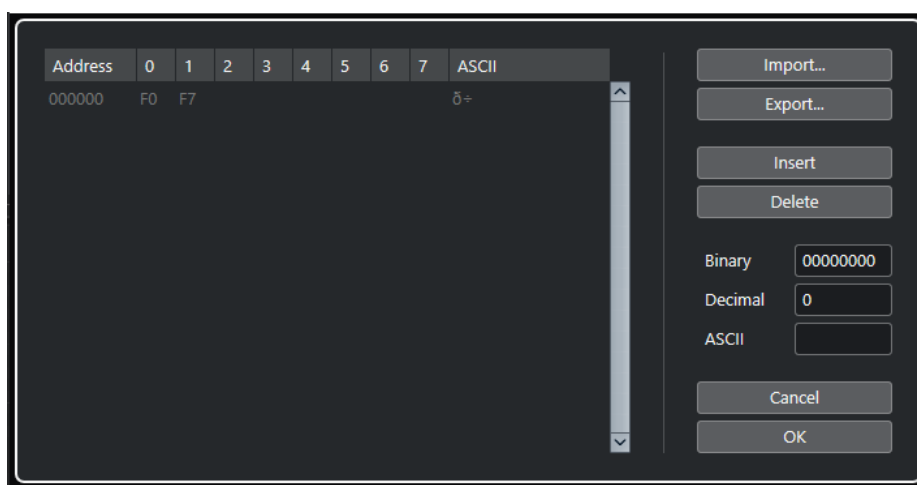 Address 0 1 2 3 4 5 6 7 ASCII
000000 F0 F7 ð÷
Import...
Export...
Insert
Delete
Binary 00000000
Decimal 0
ASCII
Cancel
OK